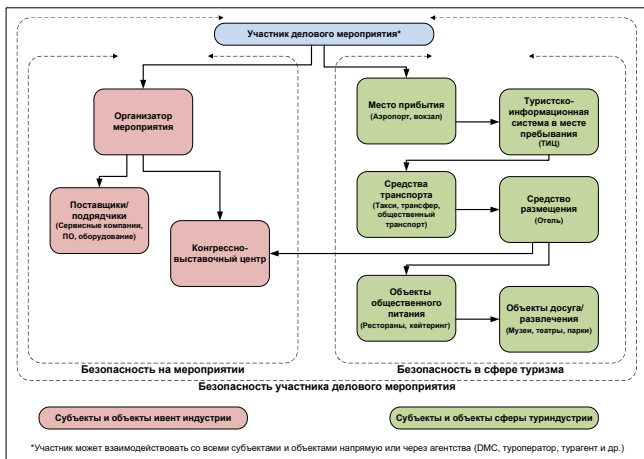 Участник делового мероприятия*
Организатор
мероприятия
Место прибытия
(Аэропорт, вокзал)
Туристско-
информационная
система в месте
пребывания
(ТИЦ)
Поставщики/
подрядчики
(Сервисные компании,
ПО, оборудование)
Средства
транспорта
(Такси, трансфер,
общественный
транспорт)
Средство
размещения
(Отель)
Конгрессно-
выставочный центр
Объекты
общественного
питания
(Рестораны, кейтеринг)
Объекты досуга/
развлечения
(Музеи, театры, парки)
Безопасность на мероприятии
Безопасность в сфере туризма
Безопасность участника делового мероприятия
Субъекты и объекты ивент индустрии
Субъекты и объекты сферы туриндустрии
*Участник может взаимодействовать со всеми субъектами и объектами напрямую или через агентства (DMC, туроператор, турагент и др.)